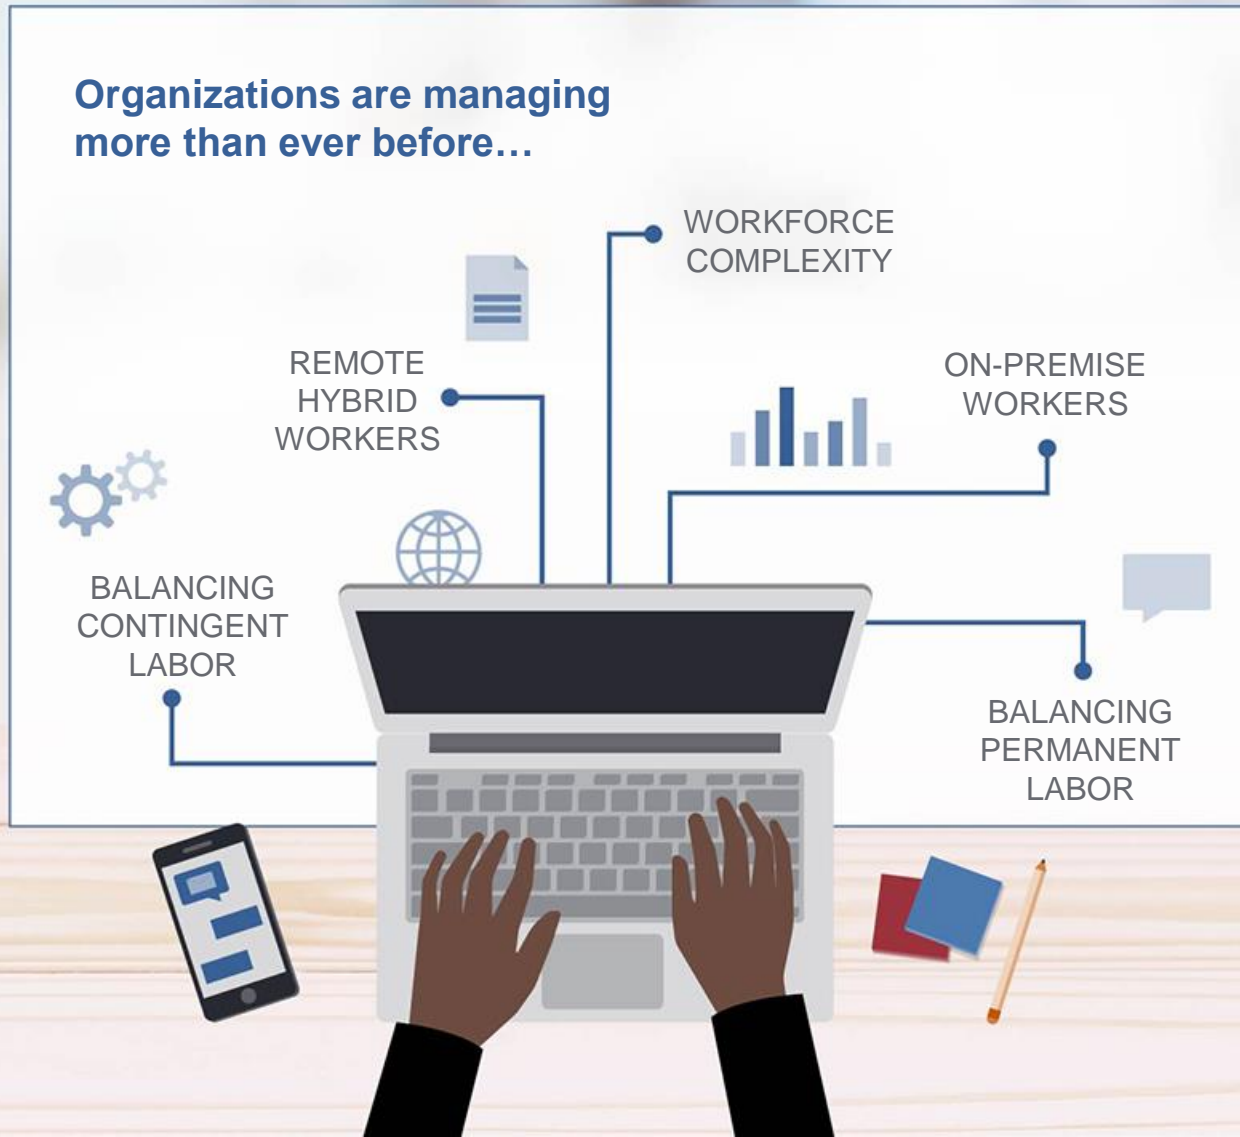 Organizations are managing
more than ever before…
WORKFORCE
COMPLEXITY
REMOTE
HYBRID
WORKERS
ON-PREMISE
WORKERS
BALANCING
CONTINGENT
LABOR
BALANCING
PERMANENT
LABOR